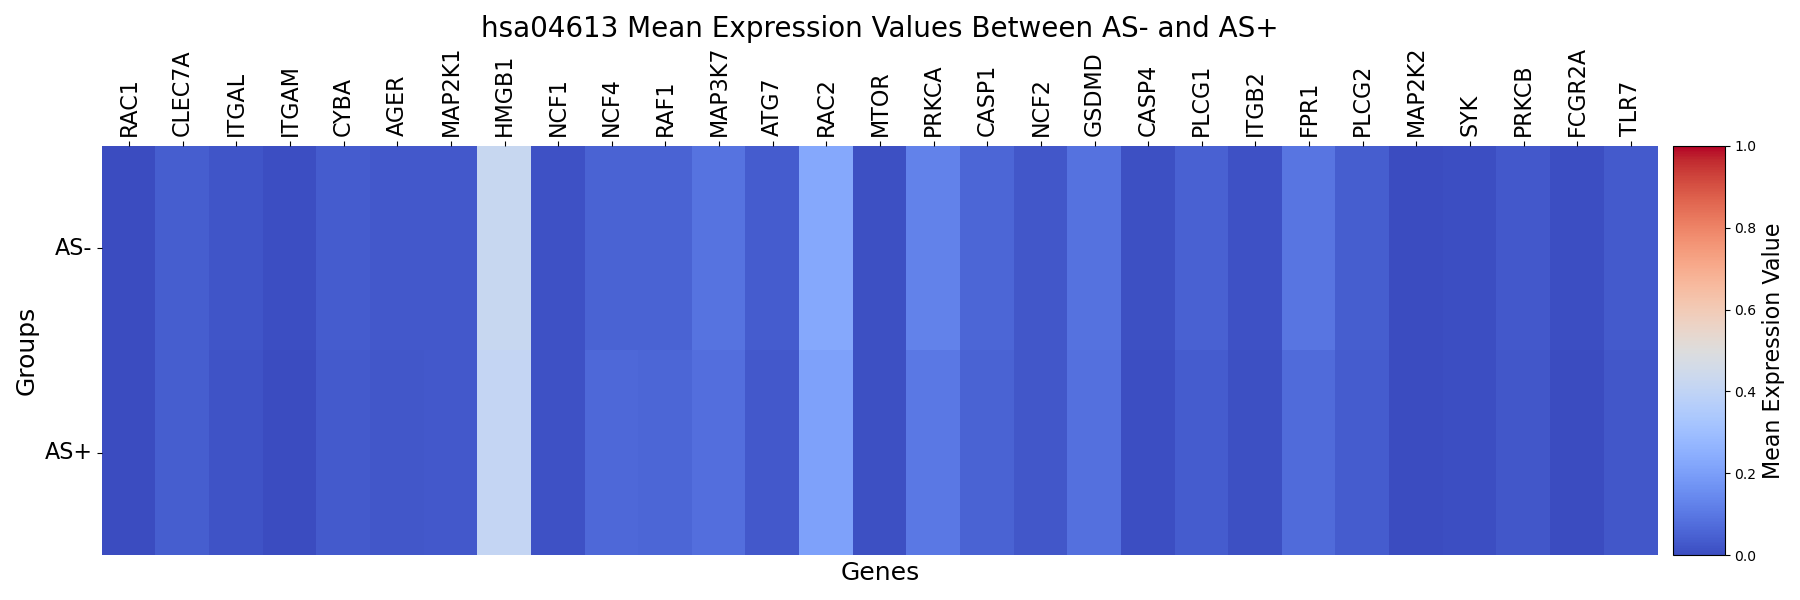 hsa04613 Mean Expression Values Between AS- and AS+
RAC1
CLEC7A
ITGAL
ITGAM
CYBA
AGER
MAP2K1
HMGB1
NCF1
NCF4
RAF1
MAP3K7
ATG7
RAC2
MTOR
PRKCA
CASP1
NCF2
GSDMD
CASP4
PLCG1
ITGB2
FPR1
PLCG2
MAP2K2
SYK
PRKCB
FCGR2A
TLR7
AS-
AS+
Groups
Genes
1.0
0.8
0.6
0.4
0.2
0.0
Mean Expression Value